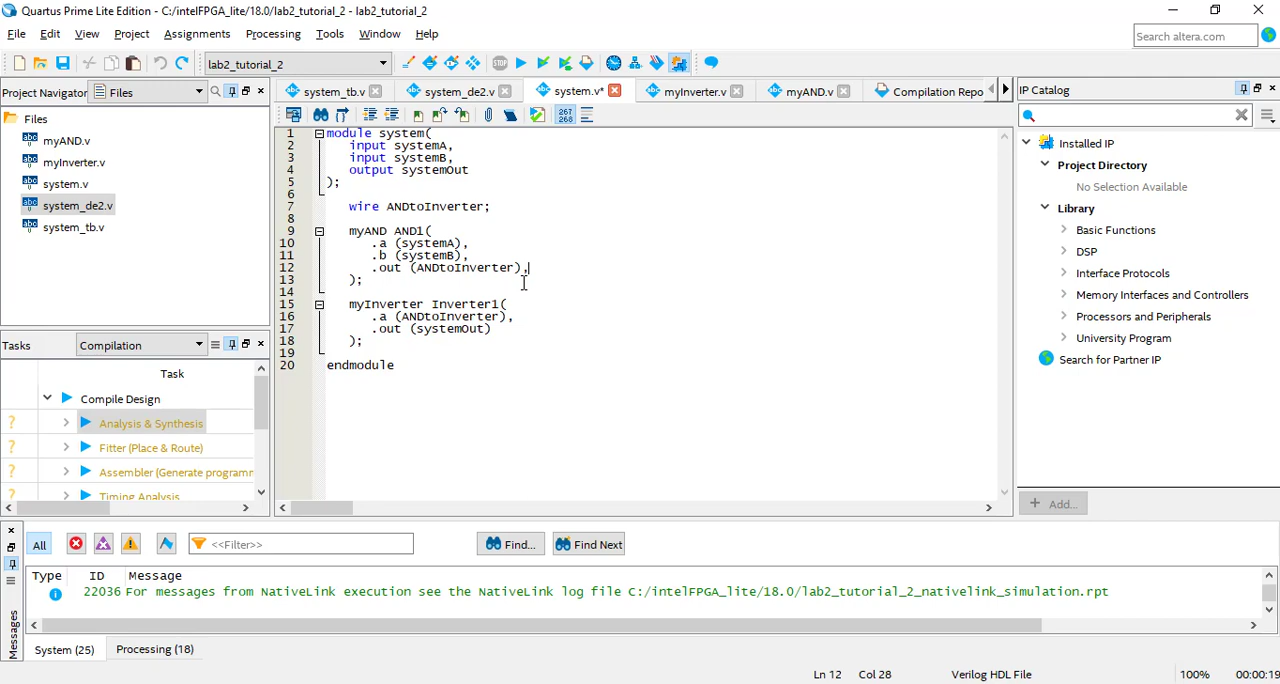 Quartus Prime Lite Edition - C:/intelFPGA_lite/18.0/lab2_tutorial_2 - lab2_tutorial_2
File Edit View Project Assignments Processing Tools Window Help
Search altera.com
lab2_tutorial_2
Project Navigator Files
system_tb.v system_de2.v system.v* myInverter.v myAND.v Compilation Repo
IP Catalog
267
268
Files
myAND.v
myInverter.v
system.v
system_de2.v
system_tb.v
1 module system(
2 input systemA,
3 input systemB,
4 output systemOut
5 );
6
7 wire ANDtoInverter;
8
9 myAND AND1(
10 .a (systemA),
11 .b (systemB),
12 .out (ANDtoInverter),
13 );
14
15 myInverter Inverter1(
16 .a (ANDtoInverter),
17 .out (systemOut)
18 );
19
20 endmodule
Installed IP
Project Directory
No Selection Available
Library
Basic Functions
DSP
Interface Protocols
Memory Interfaces and Controllers
Processors and Peripherals
University Program
Search for Partner IP
+ Add...
Tasks Compilation
Task
Compile Design
? Analysis & Synthesis
? Fitter (Place & Route)
? Assembler (Generate programm
? Timing Analysis
All <<Filter>> Find... Find Next
Type ID Message
22036 For messages from NativeLink execution see the NativeLink log file C:/intelFPGA_lite/18.0/lab2_tutorial_2_nativelink_simulation.rpt
Messages
System (25) Processing (18)
Ln 12 Col 28 Verilog HDL File 100% 00:00:19